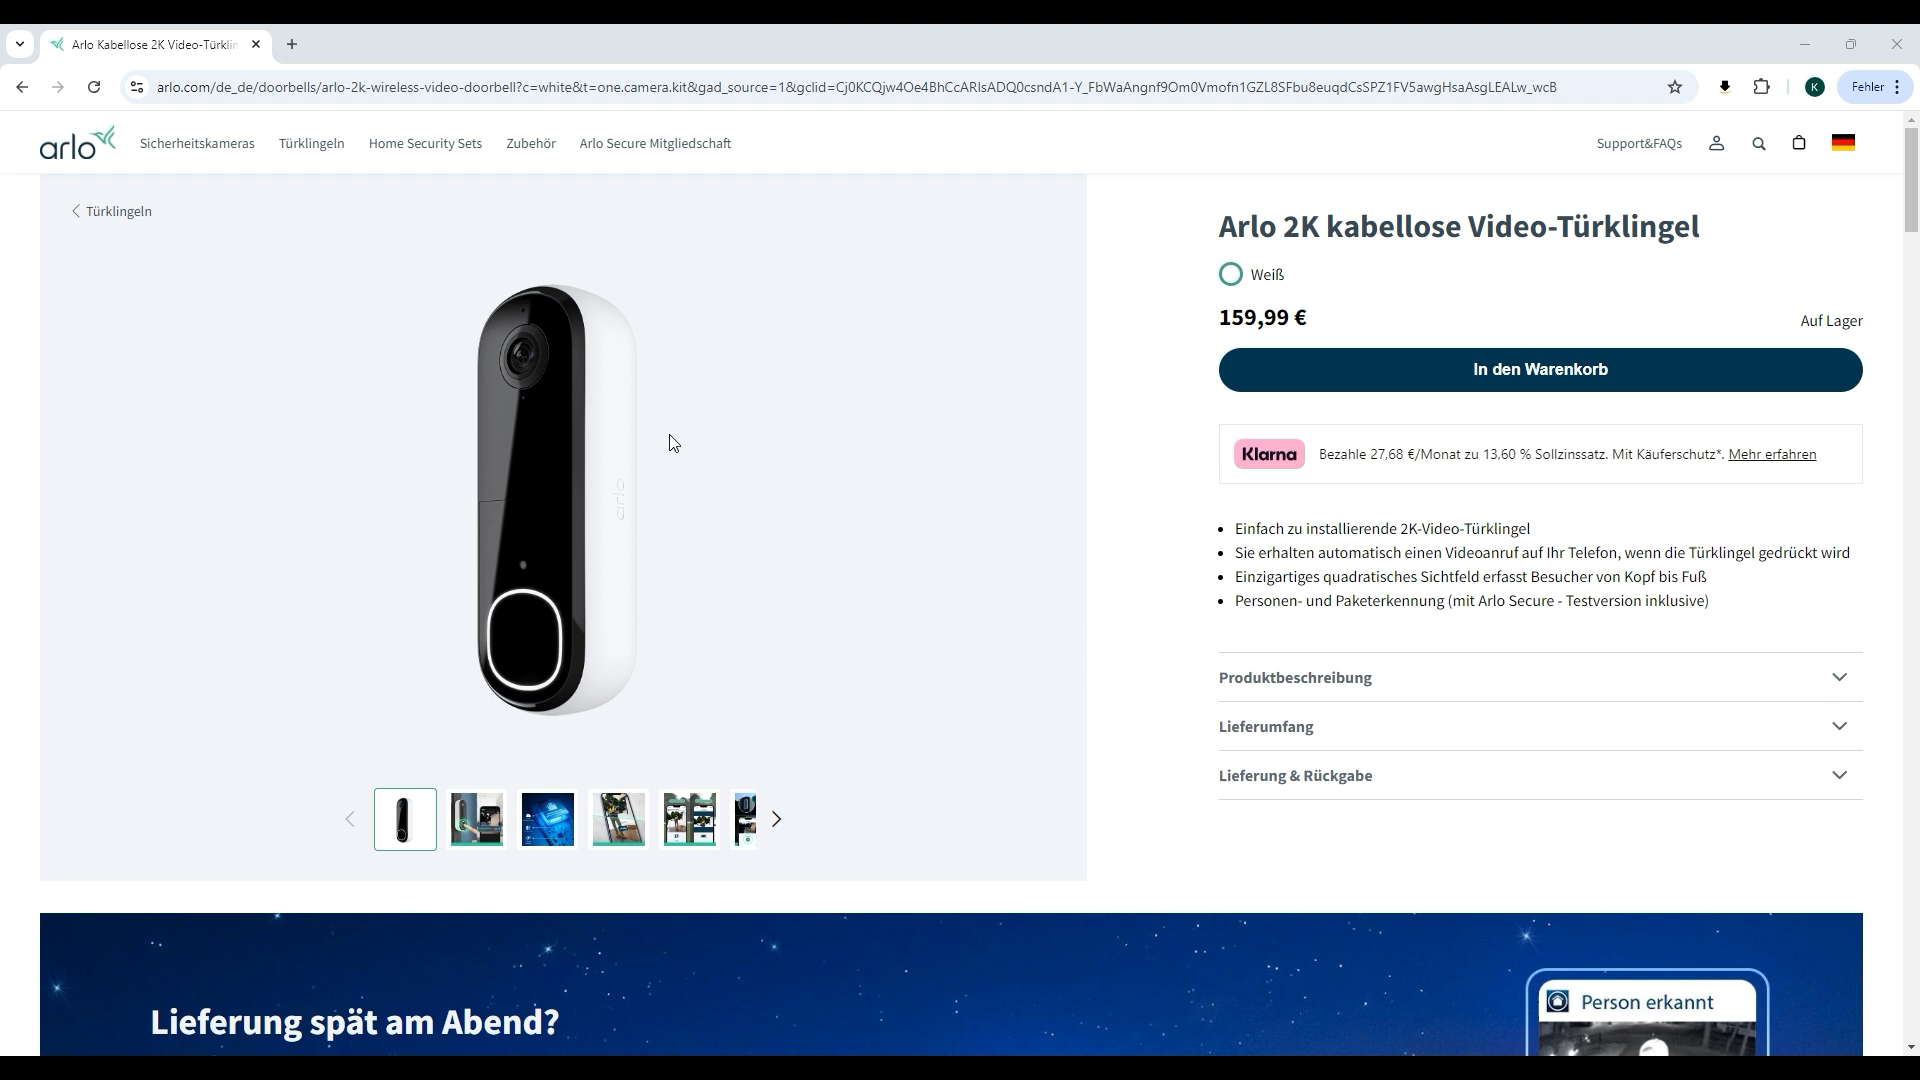 Arlo Kabellose 2K Video-Türklin
arlo.com/de_de/doorbells/arlo-2k-wireless-video-doorbell?c=white&t=one.camera.kit&gad_source=1&gclid=Cj0KCQjw4Oe4BhCcARIsADQ0csndA1-Y_FbWaAngnf9Om0Vmofn1GZL8SFbu8euqdCsSPZ1FV5awgHsaAsgLEALw_wcB
K
Fehler
arlo
Sicherheitskameras
Türklingeln
Home Security Sets
Zubehör
Arlo Secure Mitgliedschaft
Support&FAQs
Türklingeln
arlo
Arlo 2K kabellose Video-Türklingel
Weiß
159,99 €
Auf Lager
In den Warenkorb
Klarna
Bezahle 27,68 €/Monat zu 13,60 % Sollzinssatz. Mit Käuferschutz*. Mehr erfahren
Einfach zu installierende 2K-Video-Türklingel
Sie erhalten automatisch einen Videoanruf auf Ihr Telefon, wenn die Türklingel gedrückt wird
Einzigartiges quadratisches Sichtfeld erfasst Besucher von Kopf bis Fuß
Personen- und Paketerkennung (mit Arlo Secure - Testversion inklusive)
Produktbeschreibung
Lieferumfang
Lieferung & Rückgabe
Lieferung spät am Abend?
Person erkannt